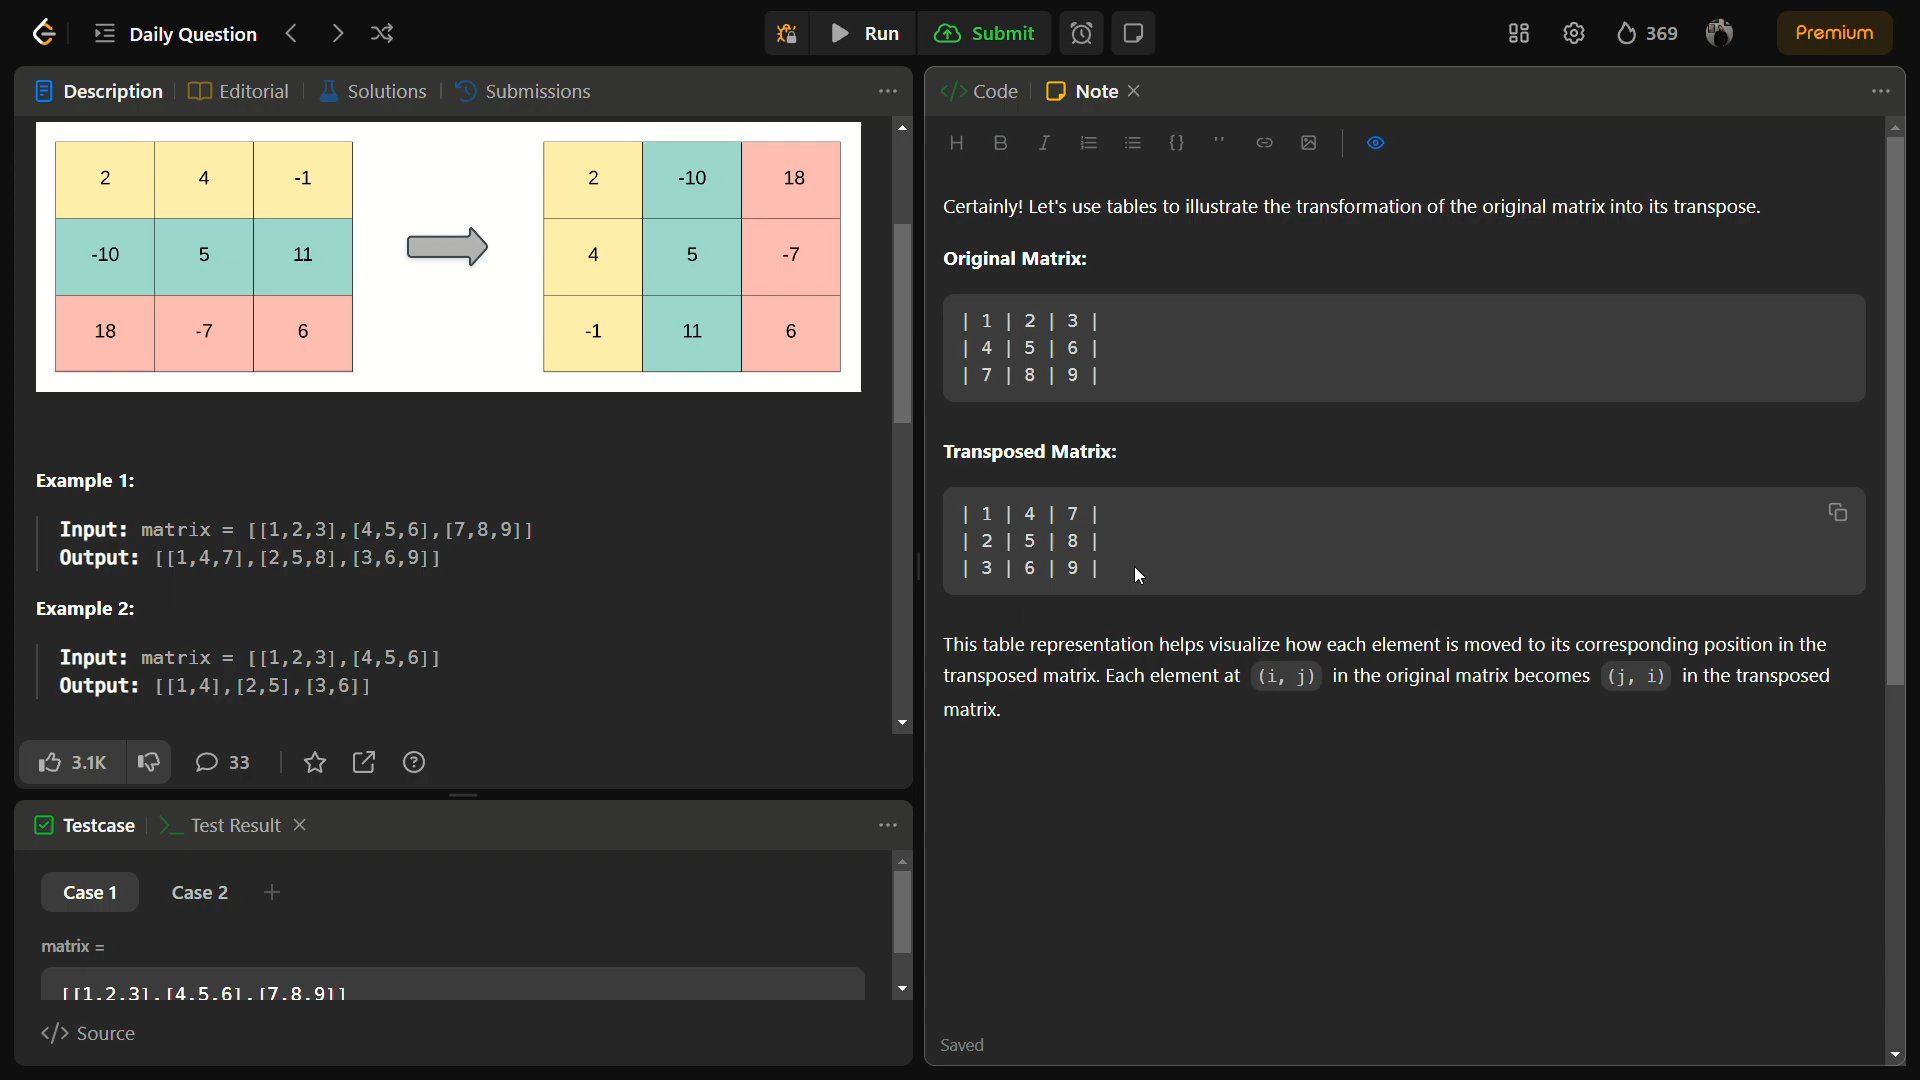 Daily Question
Run
Submit
369
Premium
Description
Editorial
Solutions
Submissions
2 4 -1
-10 5 11
18 -7 6
2 -10 18
4 5 -7
-1 11 6
Example 1:
Input: matrix = [[1,2,3],[4,5,6],[7,8,9]]
Output: [[1,4,7],[2,5,8],[3,6,9]]
Example 2:
Input: matrix = [[1,2,3],[4,5,6]]
Output: [[1,4],[2,5],[3,6]]
3.1K
33
Testcase
>_ Test Result
Case 1
Case 2
matrix =
[[1,2,3],[4,5,6],[7,8,9]]
</> Source
</> Code
Note
H B I {} "
Certainly! Let's use tables to illustrate the transformation of the original matrix into its transpose.
Original Matrix:
| 1 | 2 | 3 |
| 4 | 5 | 6 |
| 7 | 8 | 9 |
Transposed Matrix:
| 1 | 4 | 7 |
| 2 | 5 | 8 |
| 3 | 6 | 9 |
This table representation helps visualize how each element is moved to its corresponding position in the
transposed matrix. Each element at (i, j) in the original matrix becomes (j, i) in the transposed
matrix.
Saved